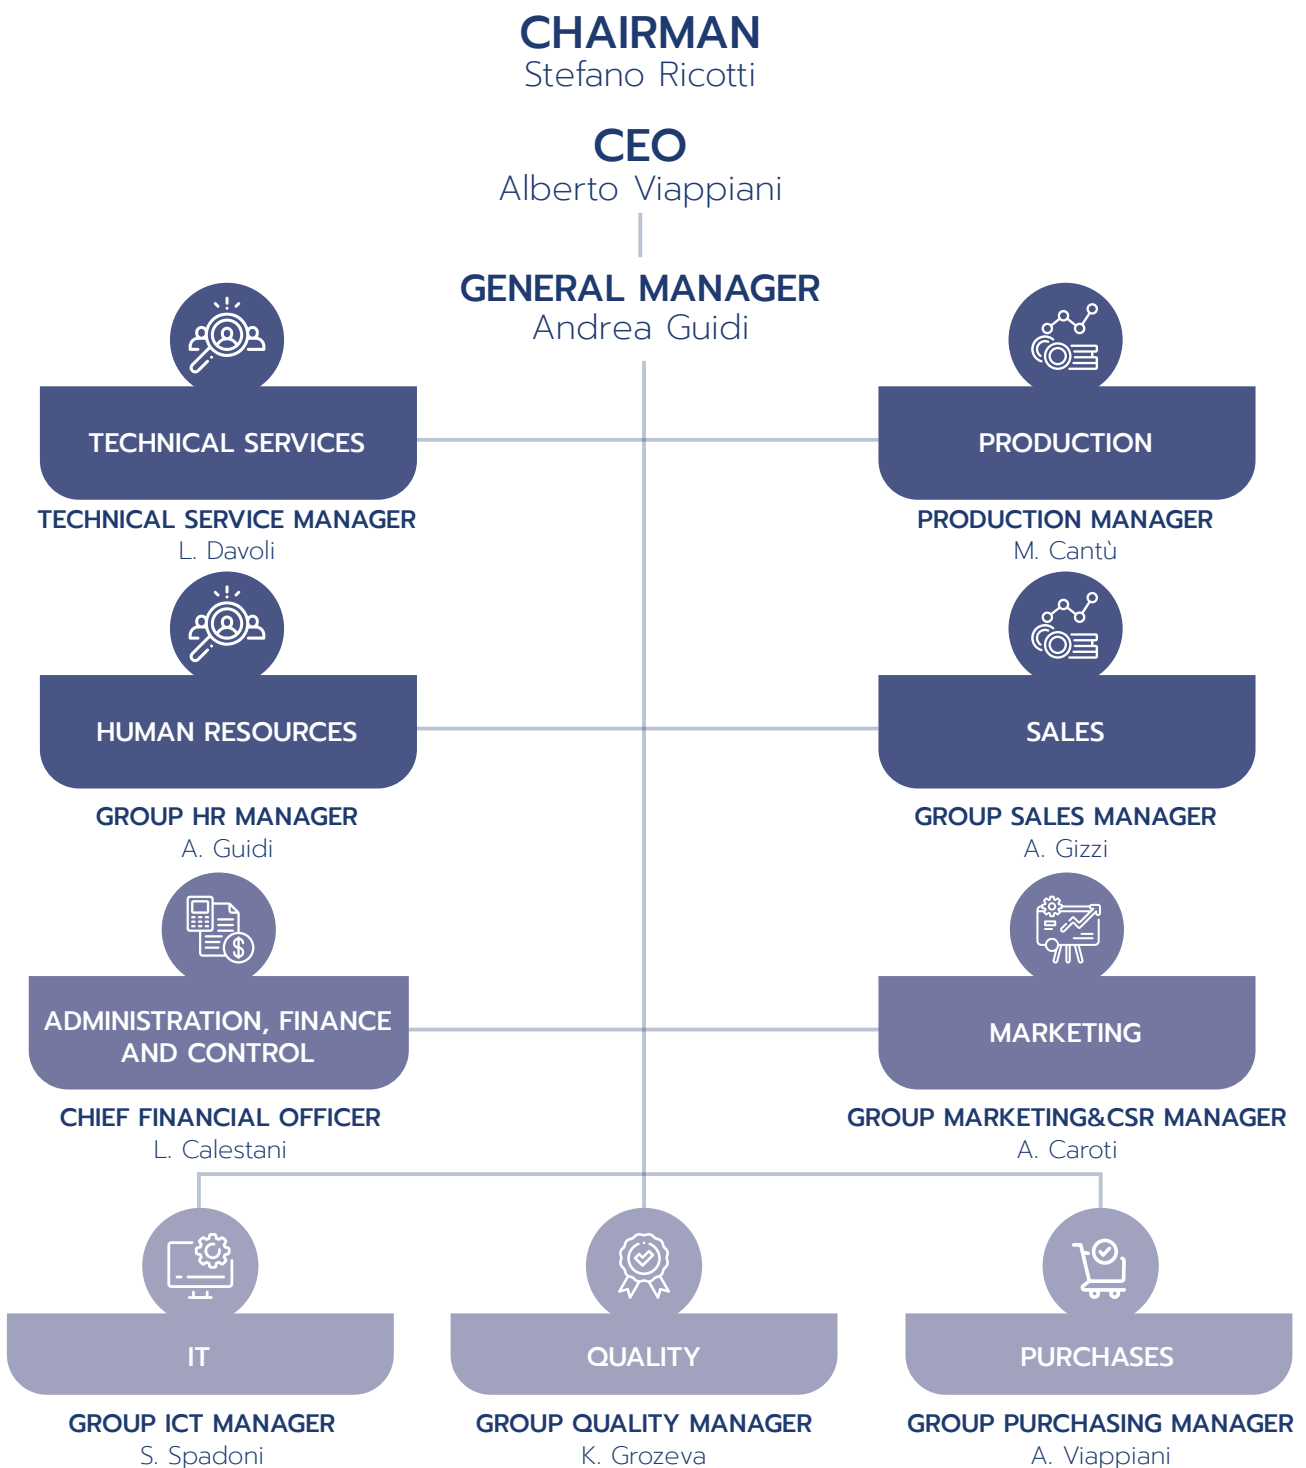 CHAIRMAN
Stefano Ricotti
CEO
Alberto Viappiani
GENERAL MANAGER
Andrea Guidi
TECHNICAL SERVICES
PRODUCTION
TECHNICAL SERVICE MANAGER
L. Davoli
PRODUCTION MANAGER
M. Cantù
HUMAN RESOURCES
SALES
GROUP HR MANAGER
A. Guidi
GROUP SALES MANAGER
A. Gizzi
ADMINISTRATION, FINANCE
AND CONTROL
MARKETING
CHIEF FINANCIAL OFFICER
L. Calestani
GROUP MARKETING&CSR MANAGER
A. Caroti
IT
QUALITY
PURCHASES
GROUP ICT MANAGER
S. Spadoni
GROUP QUALITY MANAGER
K. Grozeva
GROUP PURCHASING MANAGER
A. Viappiani